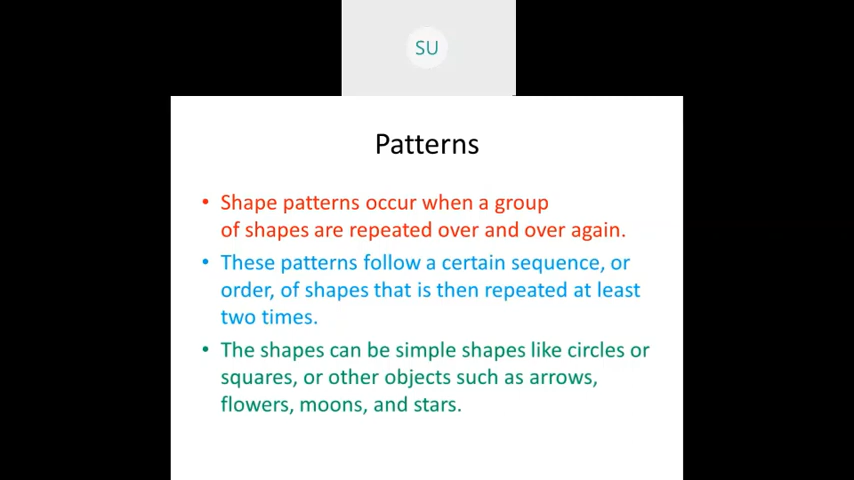 SU
Patterns
• Shape patterns occur when a group
of shapes are repeated over and over again.
• These patterns follow a certain sequence, or
order, of shapes that is then repeated at least
two times.
• The shapes can be simple shapes like circles or
squares, or other objects such as arrows,
flowers, moons, and stars.